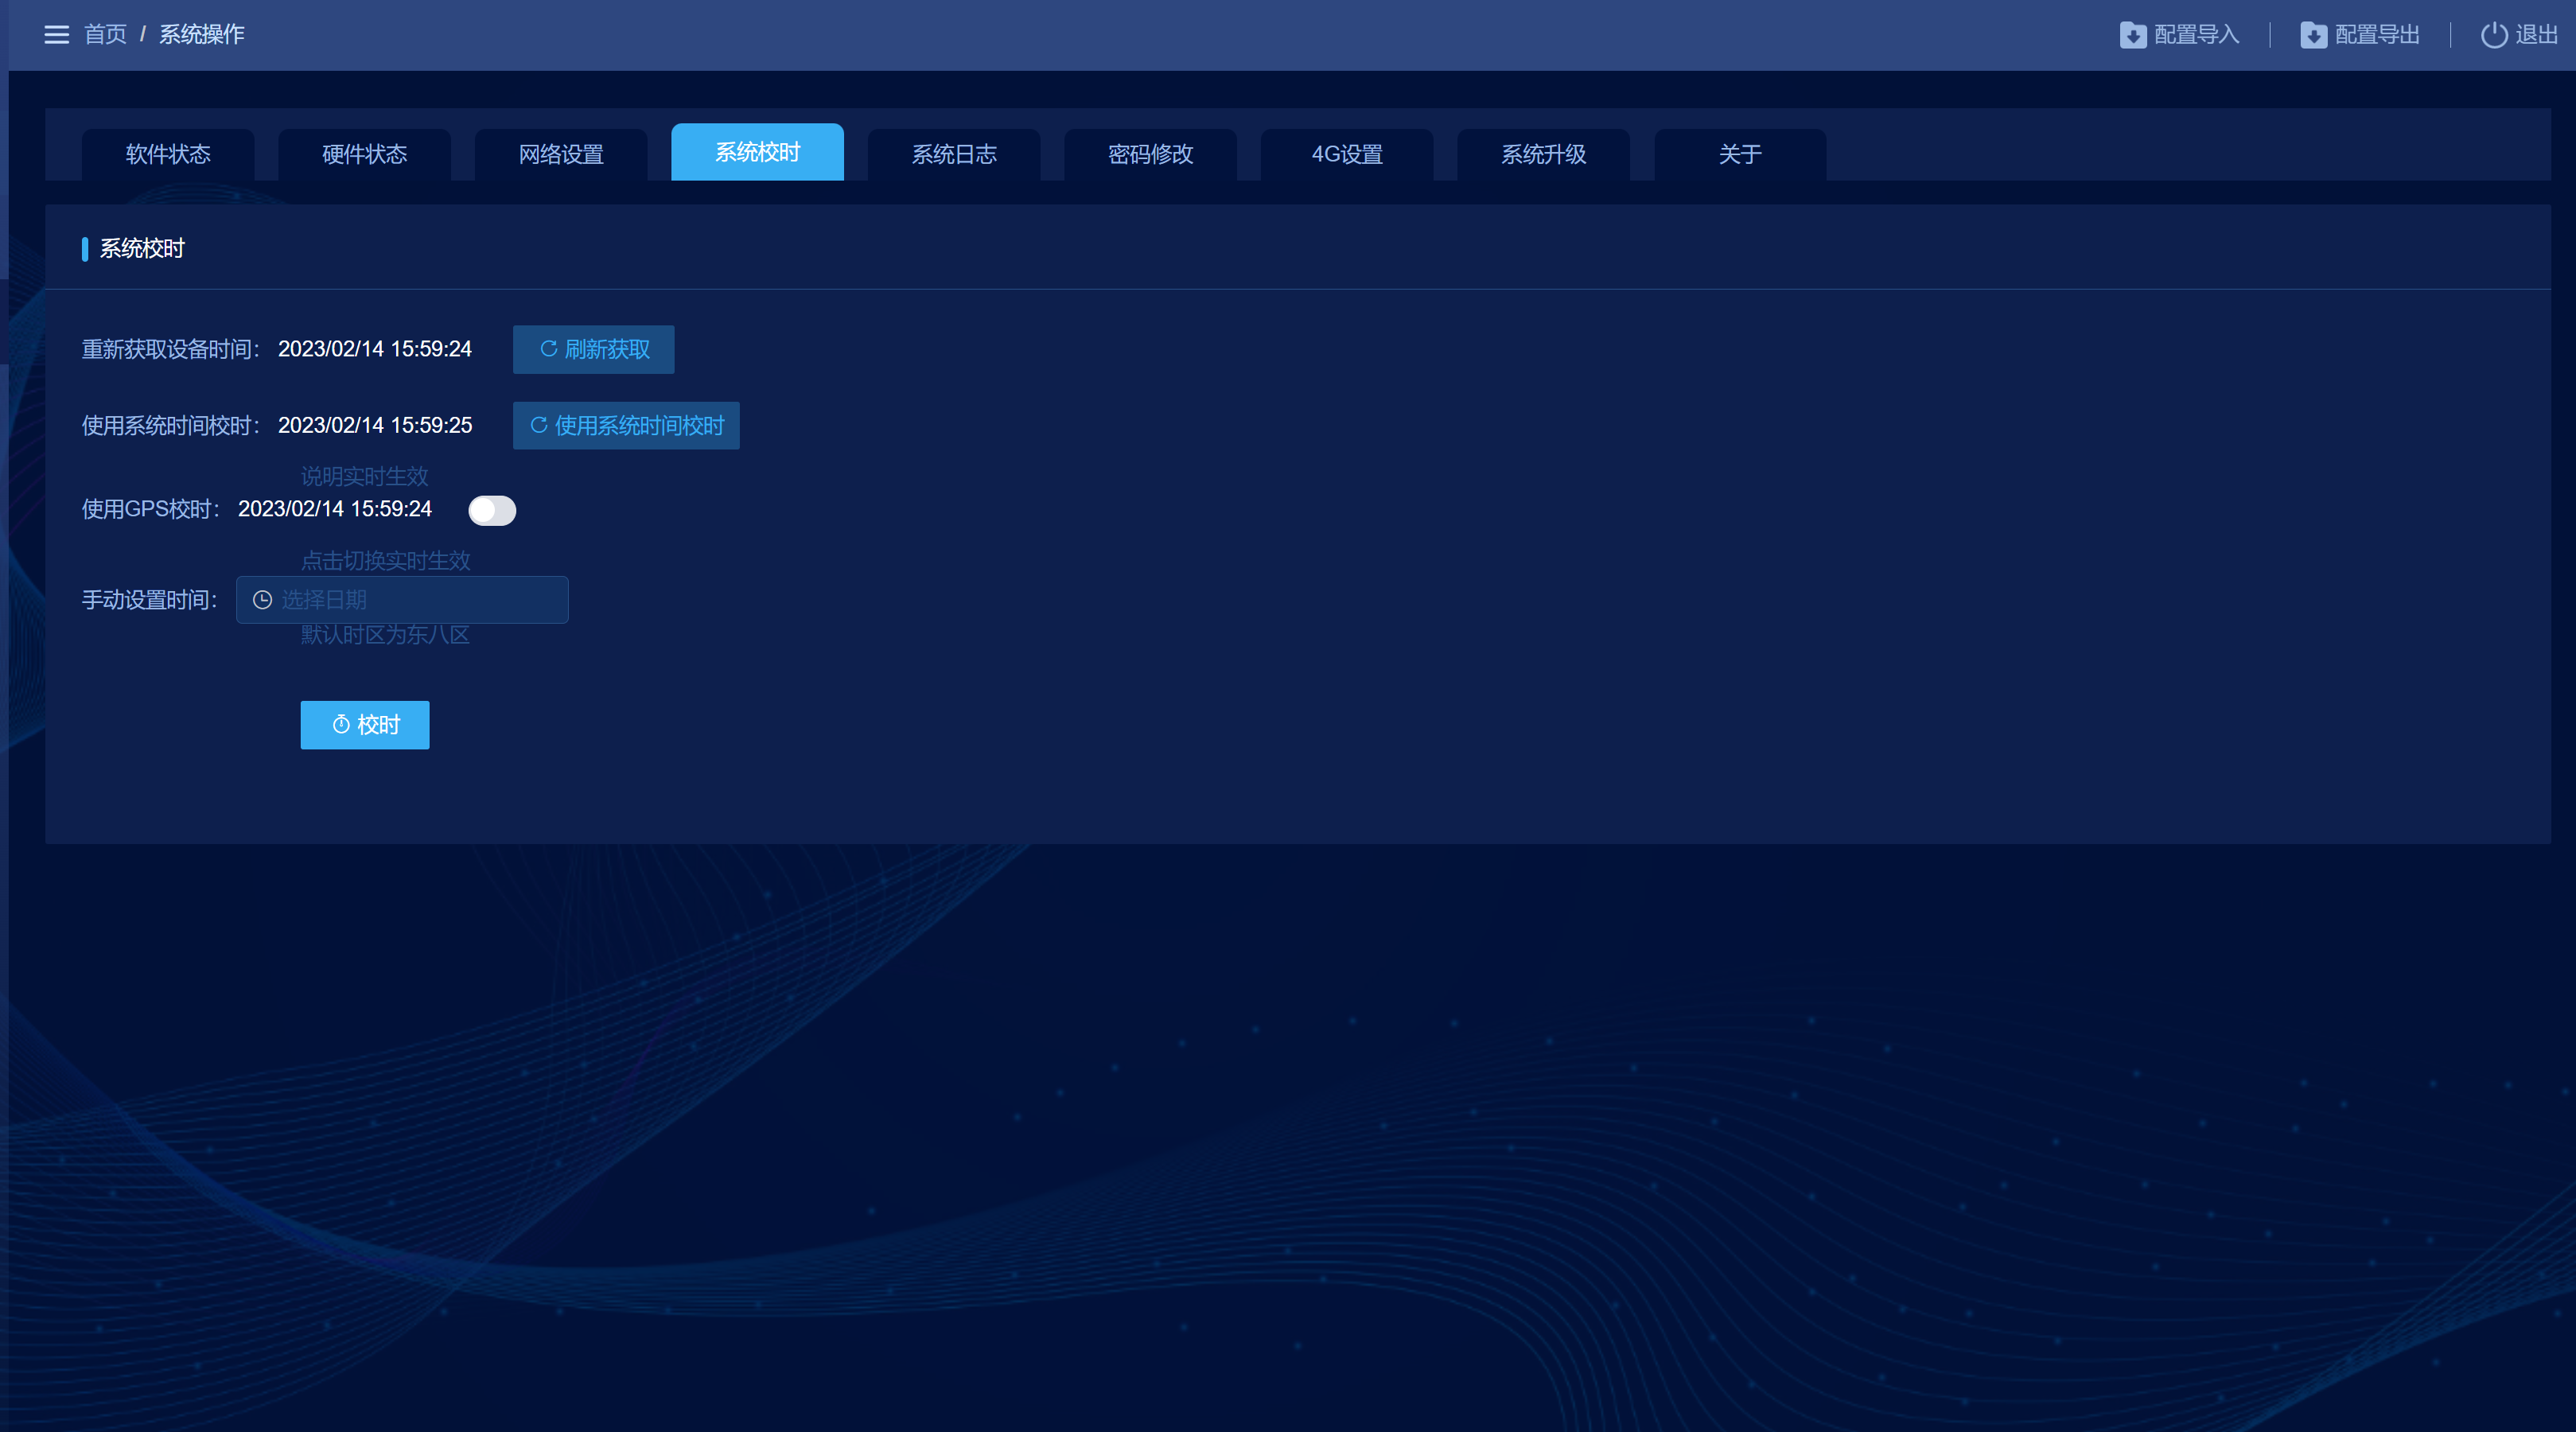 首页 / 系统操作
配置导入 配置导出 退出
软件状态 硬件状态 网络设置 系统校时 系统日志 密码修改 4G设置 系统升级 关于
系统校时
重新获取设备时间： 2023/02/14 15:59:24 刷新获取
使用系统时间校时： 2023/02/14 15:59:25 使用系统时间校时
说明实时生效
使用GPS校时： 2023/02/14 15:59:24
点击切换实时生效
手动设置时间： 选择日期
默认时区为东八区
校时